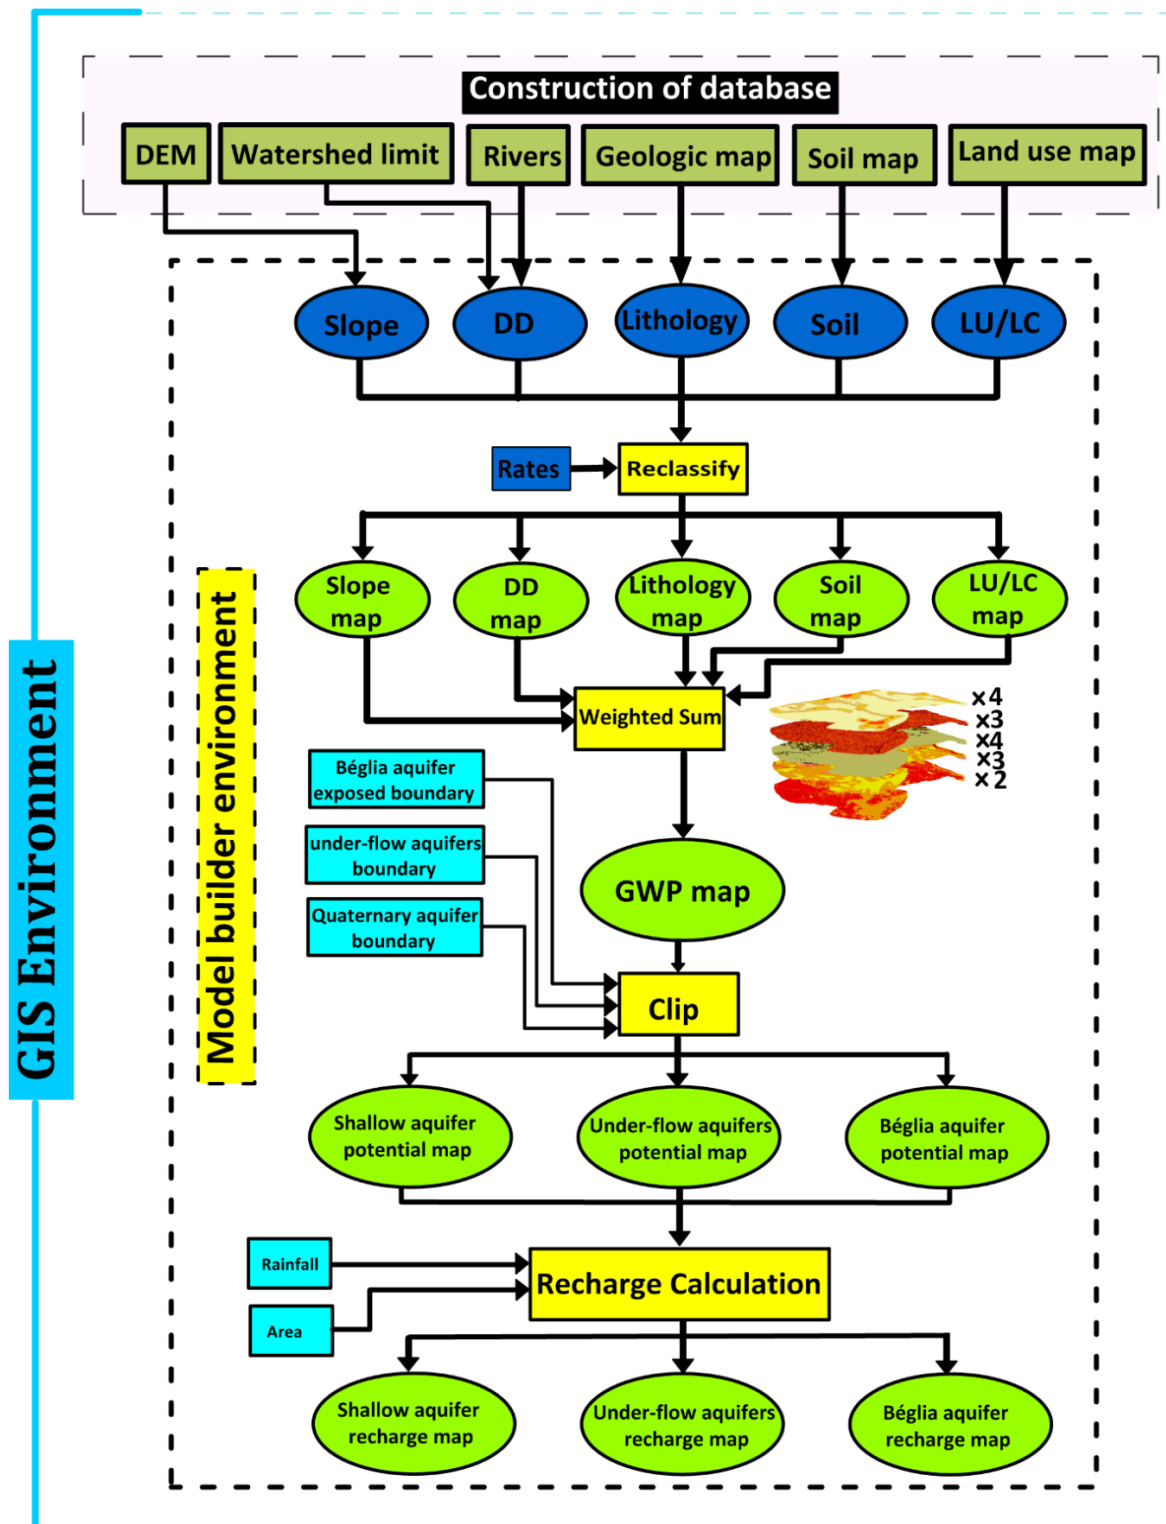 Construction of database
DEM
Watershed limit
Rivers
Geologic map
Soil map
Land use map
Slope
DD
Lithology
Soil
LU/LC
Rates
Reclassify
Slope
map
DD
map
Lithology
map
Soil
map
LU/LC
map
Weighted Sum
×4
×3
×4
×3
×2
Béglia aquifer
exposed boundary
under-flow aquifers
boundary
Quaternary aquifer
boundary
GWP map
Clip
Shallow aquifer
potential map
Under-flow aquifers
potential map
Béglia aquifer
potential map
Rainfall
Area
Recharge Calculation
Shallow aquifer
recharge map
Under-flow aquifers
recharge map
Béglia aquifer
recharge map
Model builder environment
GIS Environment